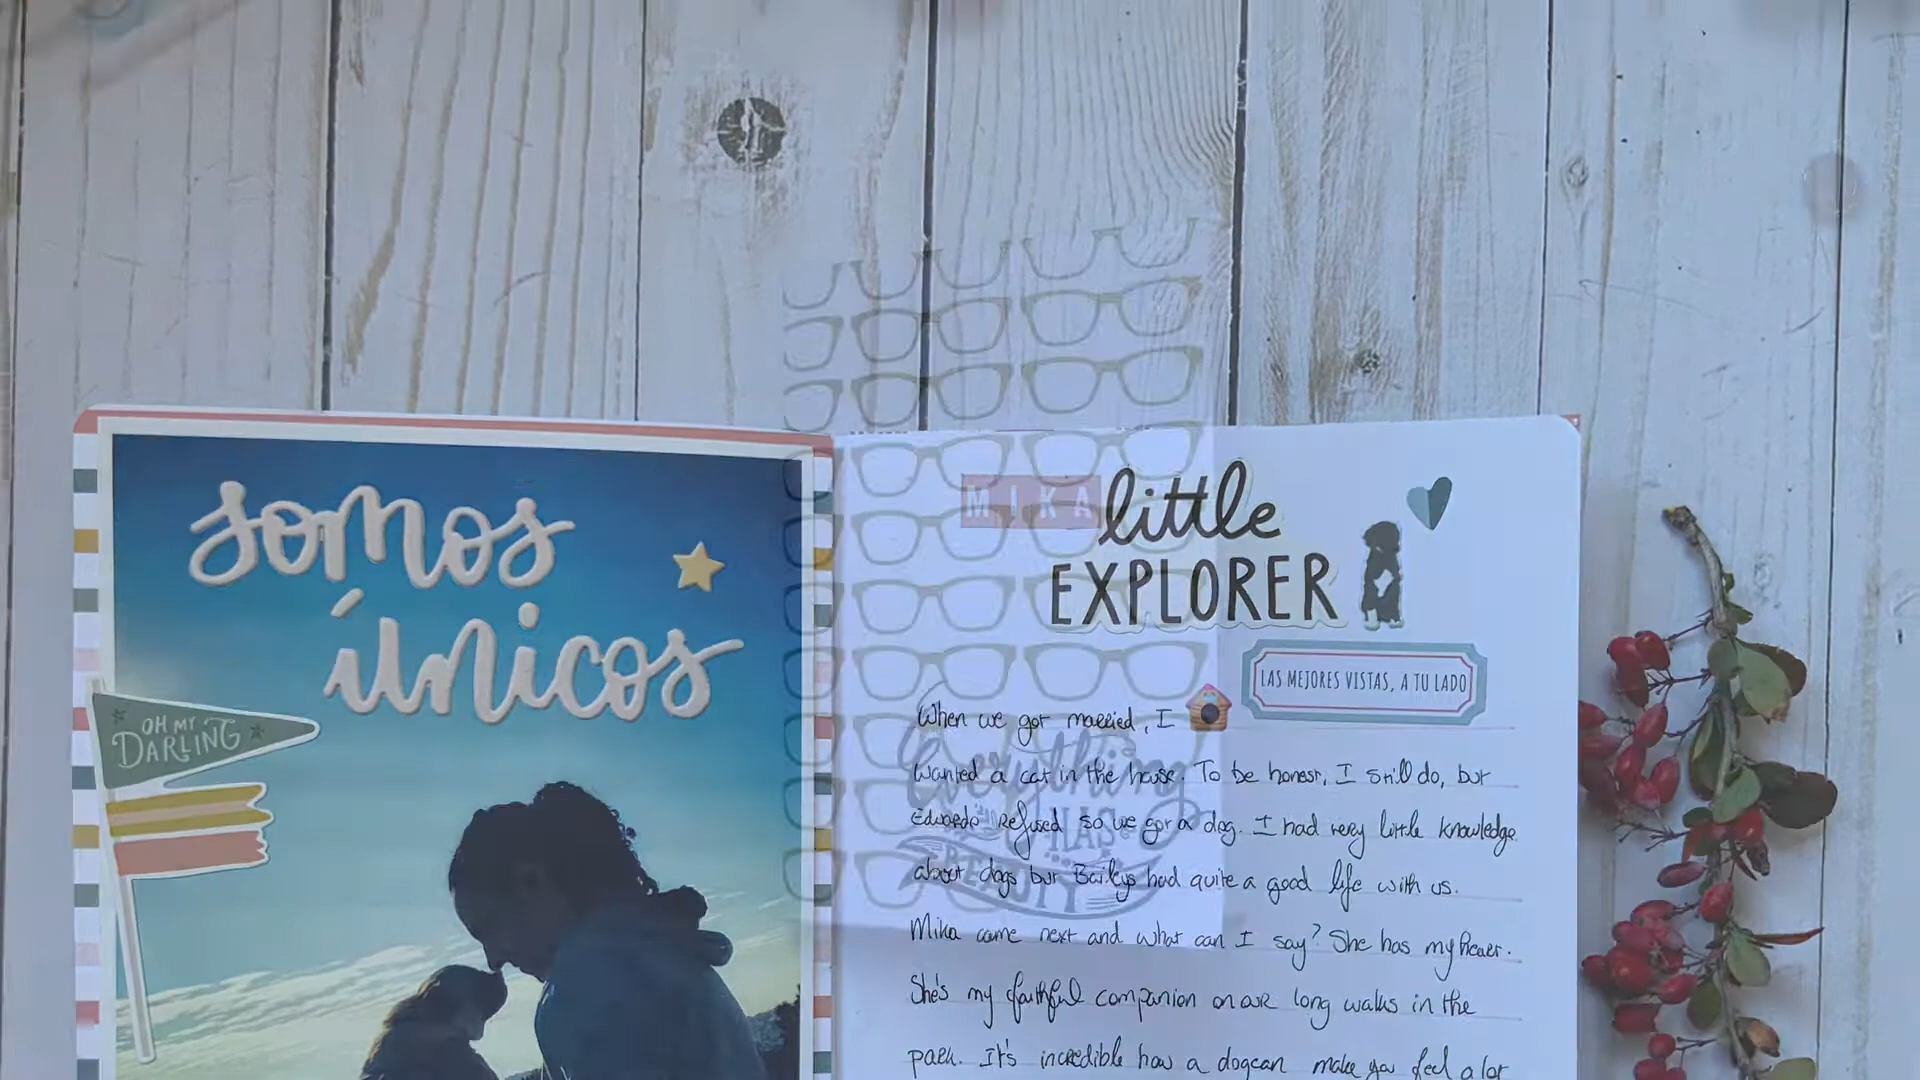 somos
únicos
OH MY
DARLING
MIKA
little
EXPLORER
LAS MEJORES VISTAS, A TU LADO
When we got married, I
Wanted a cat in the house. To be honest, I still do, but
Eduardo refused so we got a dog. I had very little knowledge
about dogs but Baileys had quite a good life with us.
Mika came next and what can I say? She has my heart.
She's my faithful companion on our long walks in the
park. It's incredible how a dog can make you feel a lot
Everything
HAS
BEAUTY